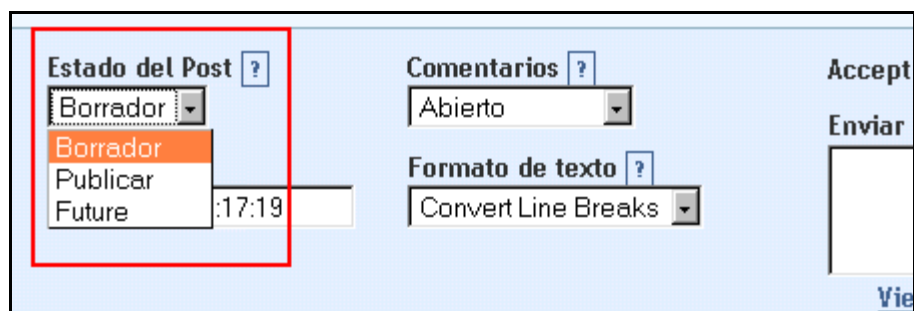 Estado del Post ?
Borrador
Borrador
Publicar
Future
:17:19
Comentarios ?
Abierto
Formato de texto ?
Convert Line Breaks
Accept
Enviar
Vie